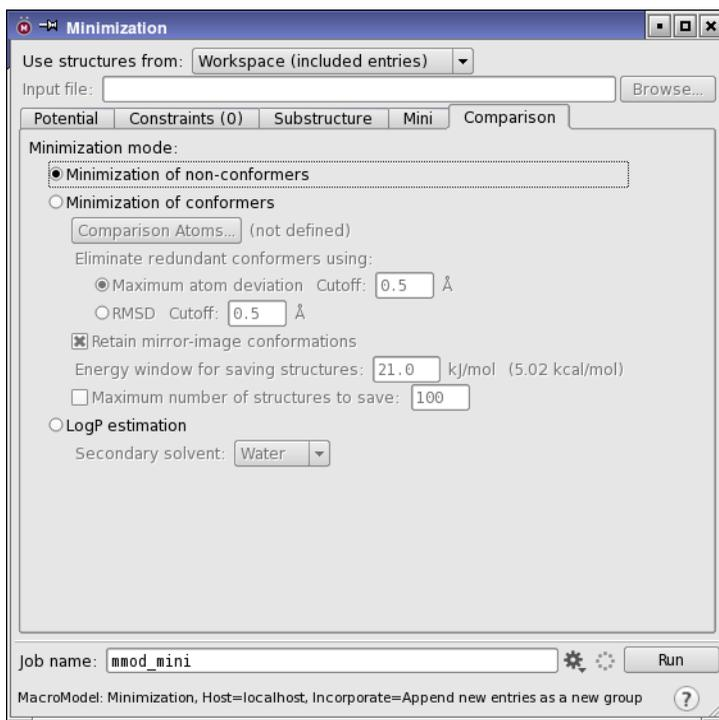 Minimization
Use structures from: Workspace (included entries)
Input file: Browse...
Potential Constraints (0) Substructure Mini Comparison
Minimization mode:
Minimization of non-conformers
Minimization of conformers
Comparison Atoms... (not defined)
Eliminate redundant conformers using:
Maximum atom deviation Cutoff: 0.5 Å
RMSD Cutoff: 0.5 Å
Retain mirror-image conformations
Energy window for saving structures: 21.0 kJ/mol (5.02 kcal/mol)
Maximum number of structures to save: 100
LogP estimation
Secondary solvent: Water
Job name: mmod_mini Run
MacroModel: Minimization, Host=localhost, Incorporate=Append new entries as a new group ?